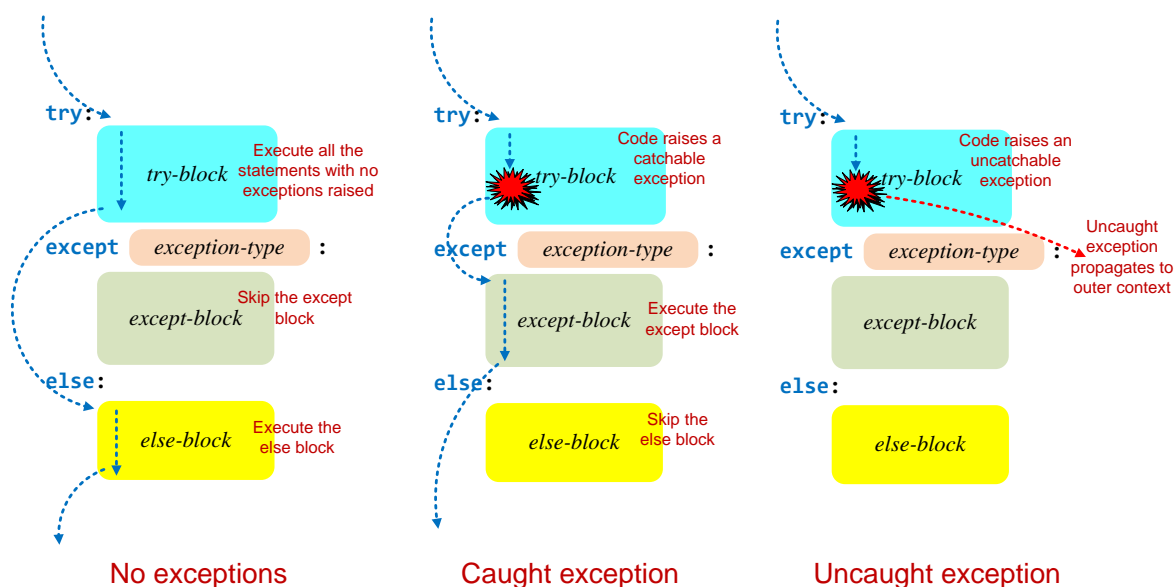 try:
try-block
Execute all the
statements with no
exceptions raised
except exception-type :
except-block
Skip the except
block
else:
else-block
Execute the
else block
No exceptions
try:
Code raises a
catchable
exception
try-block
except exception-type :
except-block
Execute the
except block
else:
else-block
Skip the
else block
Caught exception
try:
Code raises an
uncatchable
exception
try-block
except exception-type :
Uncaught
exception
propagates to
outer context
except-block
else:
else-block
Uncaught exception